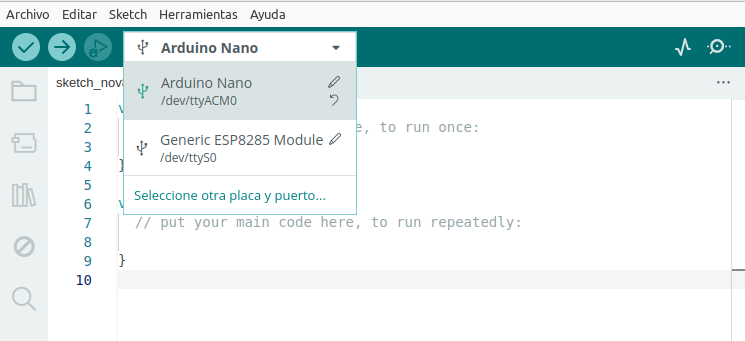 Archivo Editar Sketch Herramientas Ayuda
Arduino Nano
Arduino Nano
/dev/ttyACM0
Generic ESP8285 Module
/dev/ttyS0
Seleccione otra placa y puerto...
sketch_nov
...
1 v
2 e, to run once:
3
4 }
5
6 v
7 // put your main code here, to run repeatedly:
8
9 }
10